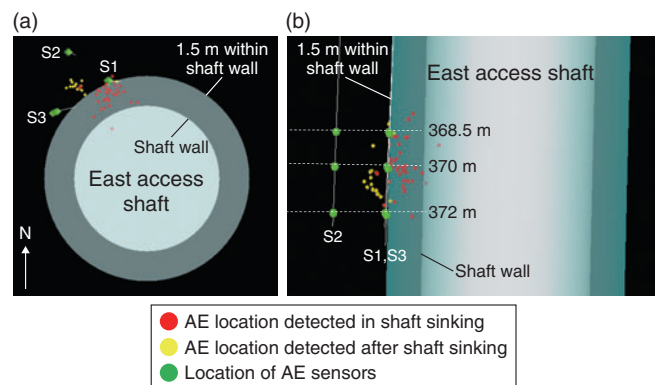 (a)
S2
S1
1.5 m within
shaft wall
S3
Shaft wall
East access
shaft
N
(b)
1.5 m within
shaft wall
East access shaft
368.5 m
370 m
372 m
S2
S1,S3
Shaft wall
AE location detected in shaft sinking
AE location detected after shaft sinking
Location of AE sensors